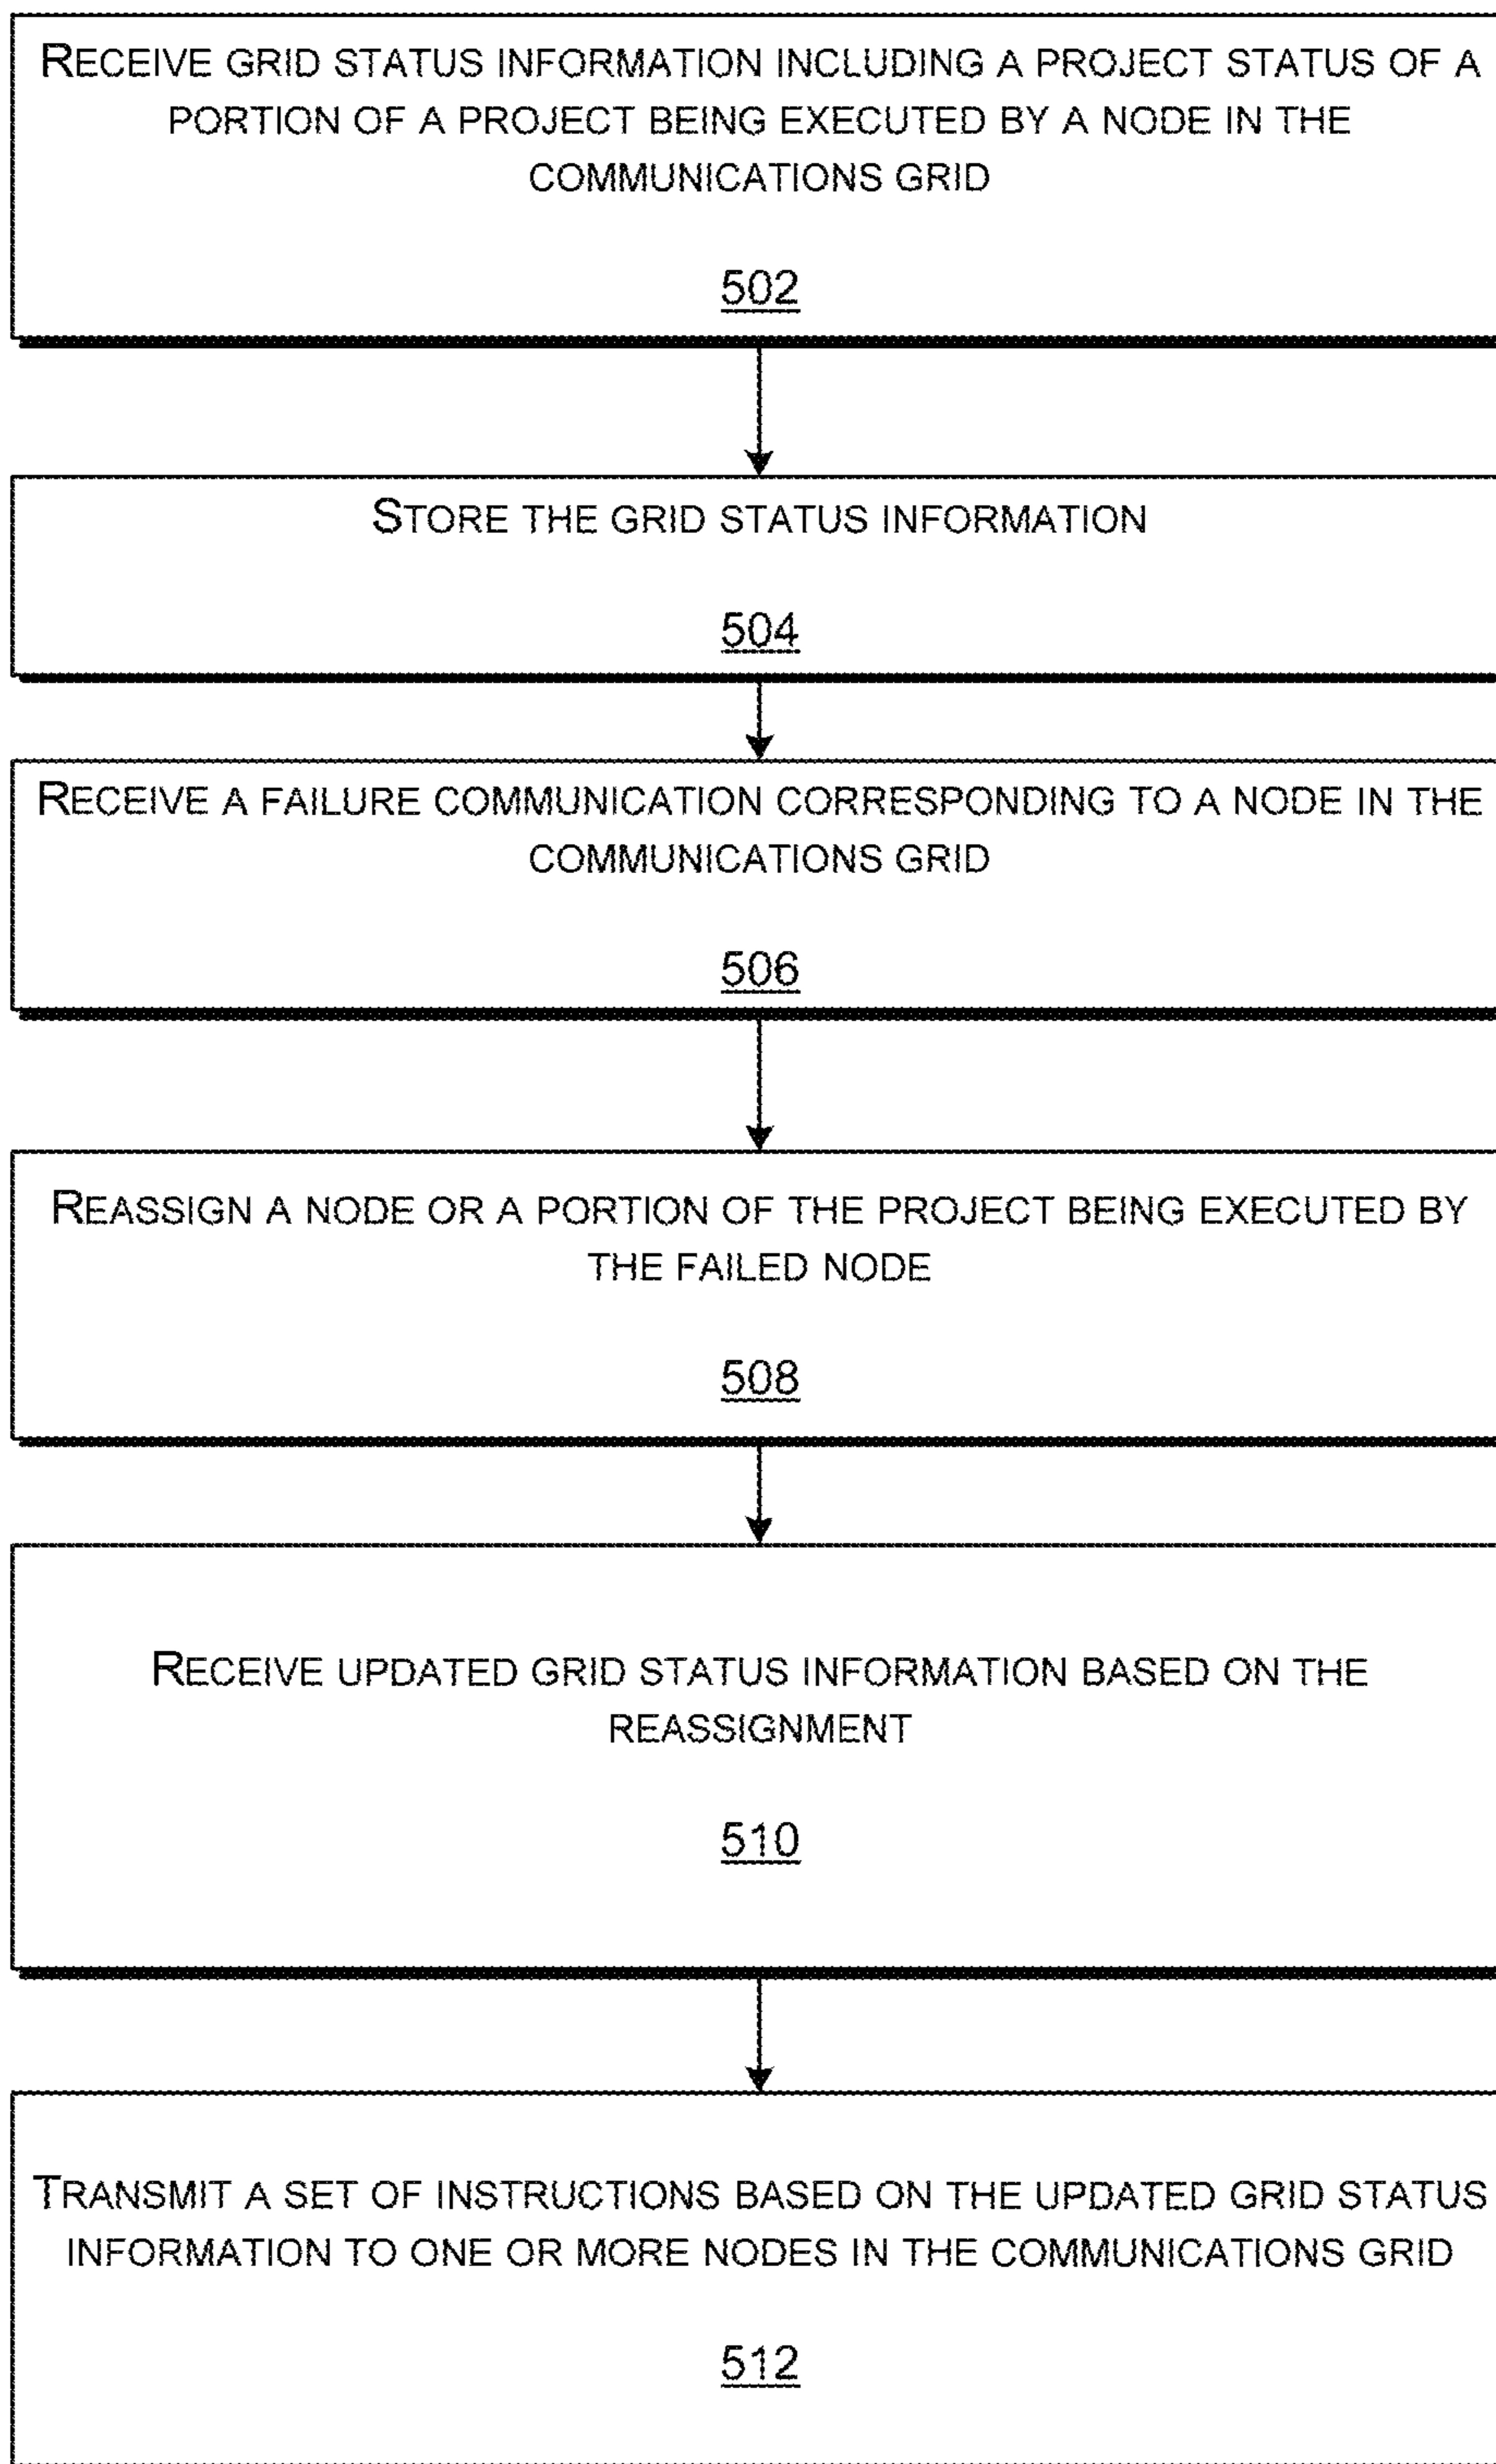 RECEIVE GRID STATUS INFORMATION INCLUDING A PROJECT STATUS OF A
PORTION OF A PROJECT BEING EXECUTED BY A NODE IN THE
COMMUNICATIONS GRID
502
STORE THE GRID STATUS INFORMATION
504
RECEIVE A FAILURE COMMUNICATION CORRESPONDING TO A NODE IN THE
COMMUNICATIONS GRID
506
REASSIGN A NODE OR A PORTION OF THE PROJECT BEING EXECUTED BY
THE FAILED NODE
508
RECEIVE UPDATED GRID STATUS INFORMATION BASED ON THE
REASSIGNMENT
510
TRANSMIT A SET OF INSTRUCTIONS BASED ON THE UPDATED GRID STATUS
INFORMATION TO ONE OR MORE NODES IN THE COMMUNICATIONS GRID
512